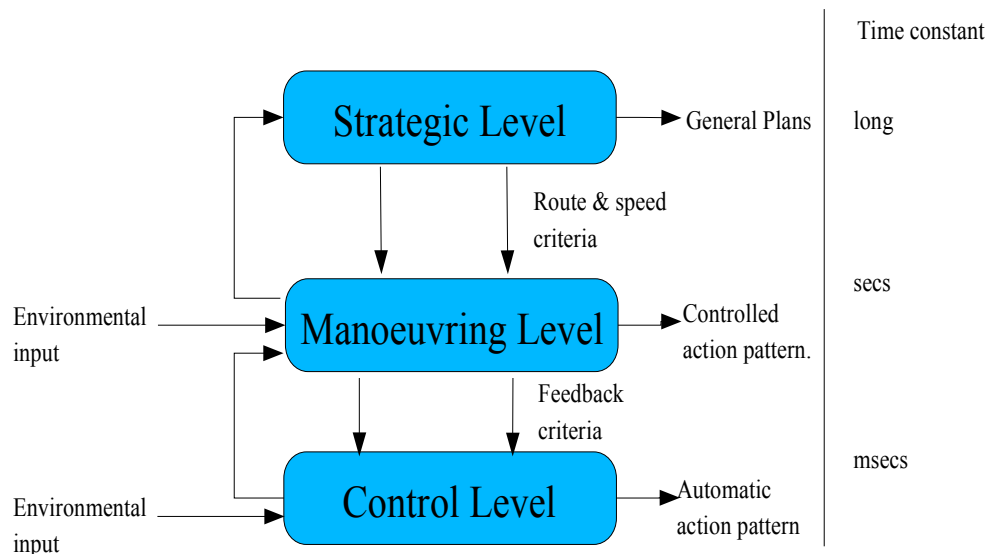 Time constant
Strategic Level
General Plans
long
Route & speed
criteria
secs
Environmental
input
Manoeuvring Level
Controlled
action pattern.
Feedback
criteria
msecs
Environmental
input
Control Level
Automatic
action pattern